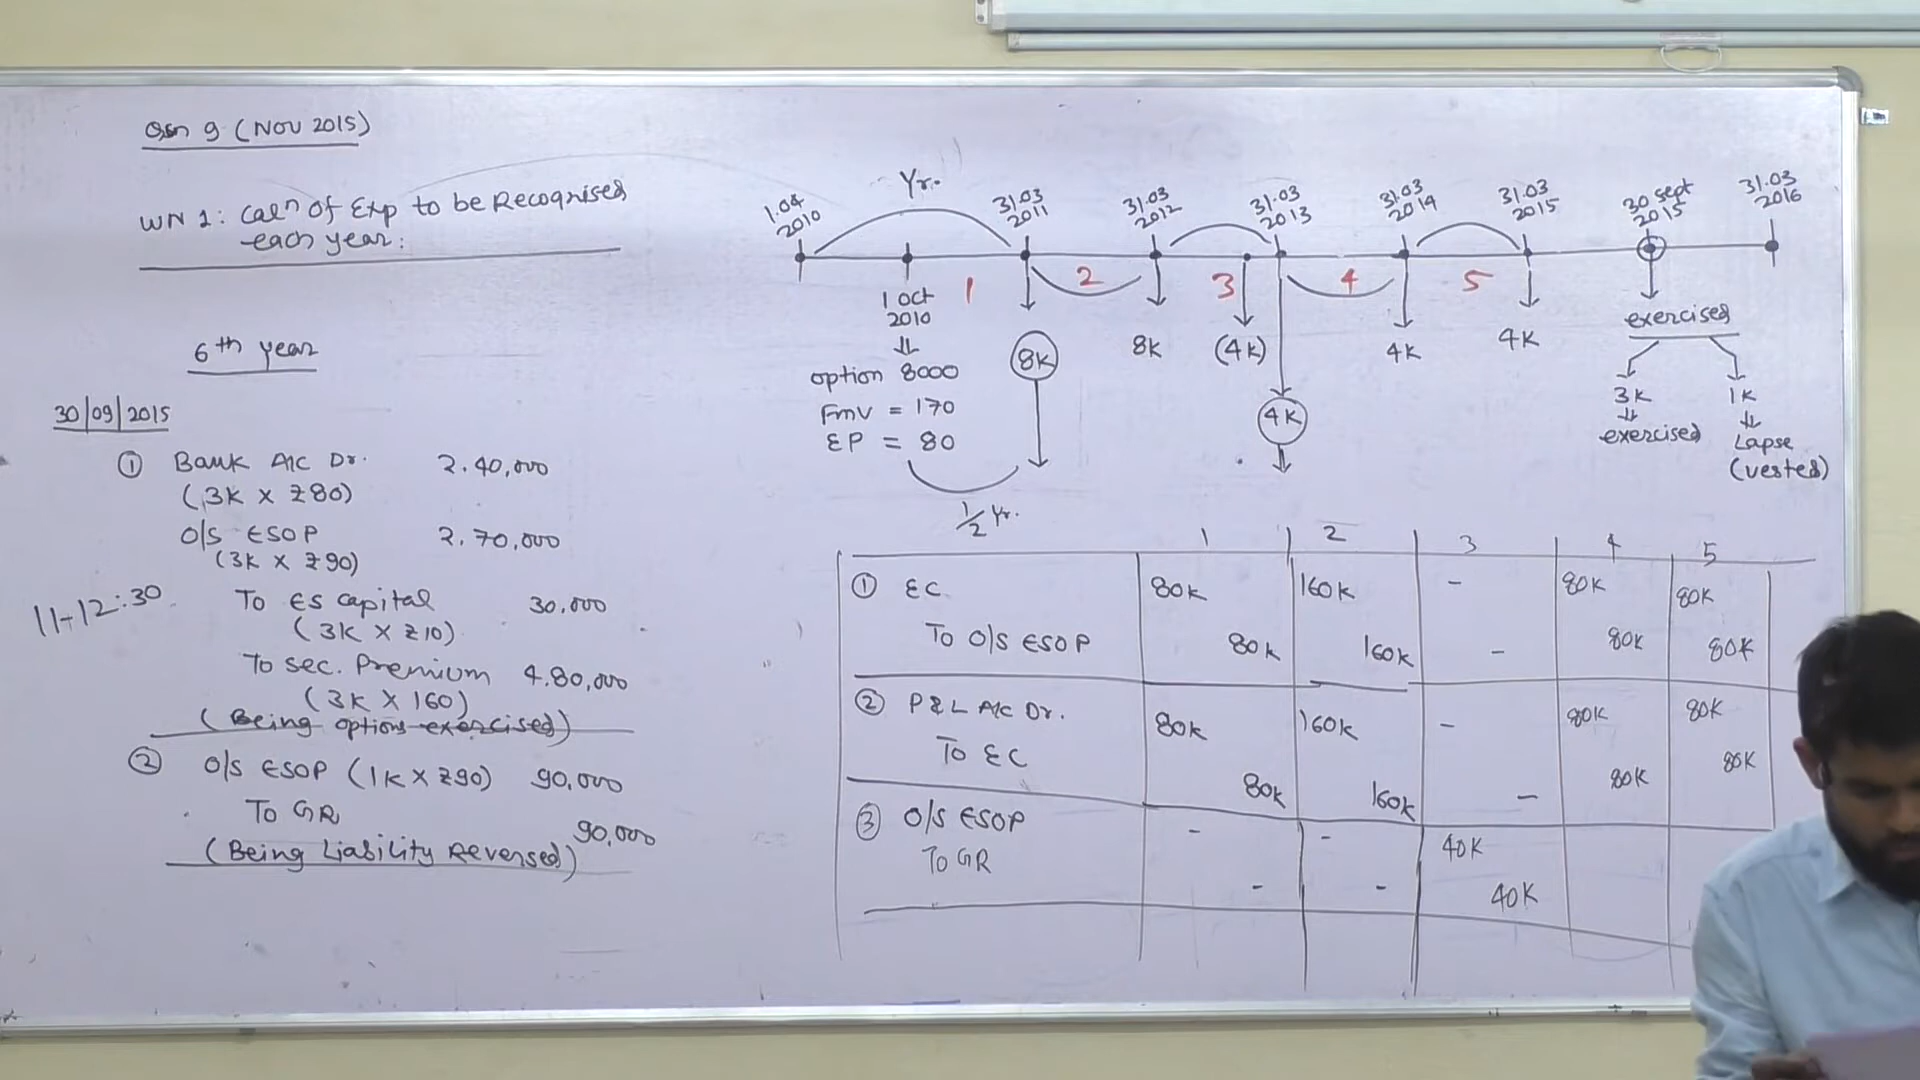 Qsn 9 (NOV 2015)
WN 1: Caln of Exp to be Recognised
each year:
6th year
30/09/2015
① Bank A/C Dr. 2.40,000
(3K x ₹80)
O/S ESOP 2.70,000
(3K x ₹90)
11-12:30
To ES capital 30.000
(3K x ₹10)
To sec. Premium 4.80,000
(3K x 160)
(Being options exercised)
② O/S ESOP (1K x ₹90) 90,000
To GR 90,000
(Being Liability Reversed)
Yr.
1.04 2010
31.03 2011
31.03 2012
31.03 2013
31.03 2014
31.03 2015
30 sept 2015
31.03 2016
1 2 3 4 5
1 Oct
2010
option 8000
FMV = 170
EP = 80
1/2 Yr.
8K
8K
(4K)
4K
4K
4K
exercised
3K 1K
exercised Lapse
(vested)
1 2 3 4 5
① EC 80K 160K - 80K 80K
To O/S ESOP 80K 160K - 80K 80K
② P&L A/C Dr. 80K 160K - 80K 80K
To EC 80K 160K - 80K 80K
③ O/S ESOP - - 40K
To GR - - 40K